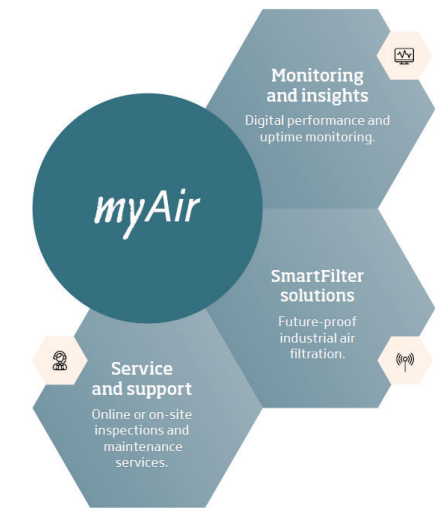 Monitoring
and insights
Digital performance and
uptime monitoring.
myAir
SmartFilter
solutions
Future-proof
industrial air
filtration.
Service
and support
Online or on-site
inspections and
maintenance
services.